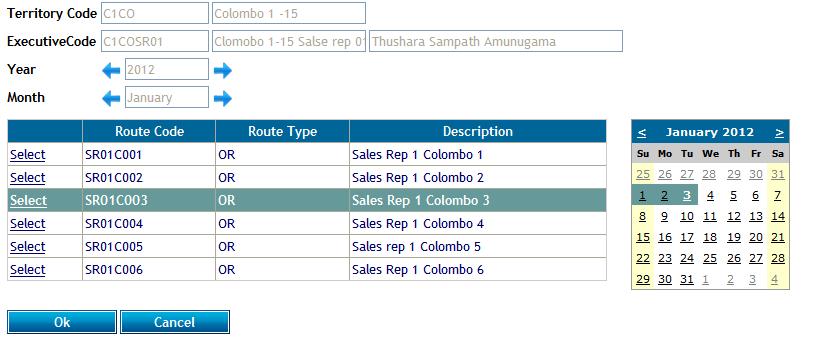 Territory Code C1CO Colombo 1 -15
ExecutiveCode C1COSR01 Clomobo 1-15 Salse rep 01 Thushara Sampath Amunugama
Year 2012
Month January
Route Code Route Type Description
Select SR01C001 OR Sales Rep 1 Colombo 1
Select SR01C002 OR Sales Rep 1 Colombo 2
Select SR01C003 OR Sales Rep 1 Colombo 3
Select SR01C004 OR Sales Rep 1 Colombo 4
Select SR01C005 OR Sales rep 1 Colombo 5
Select SR01C006 OR Sales Rep 1 Colombo 6
< January 2012 >
Su Mo Tu We Th Fr Sa
25 26 27 28 29 30 31
1 2 3 4 5 6 7
8 9 10 11 12 13 14
15 16 17 18 19 20 21
22 23 24 25 26 27 28
29 30 31 1 2 3 4
Ok Cancel